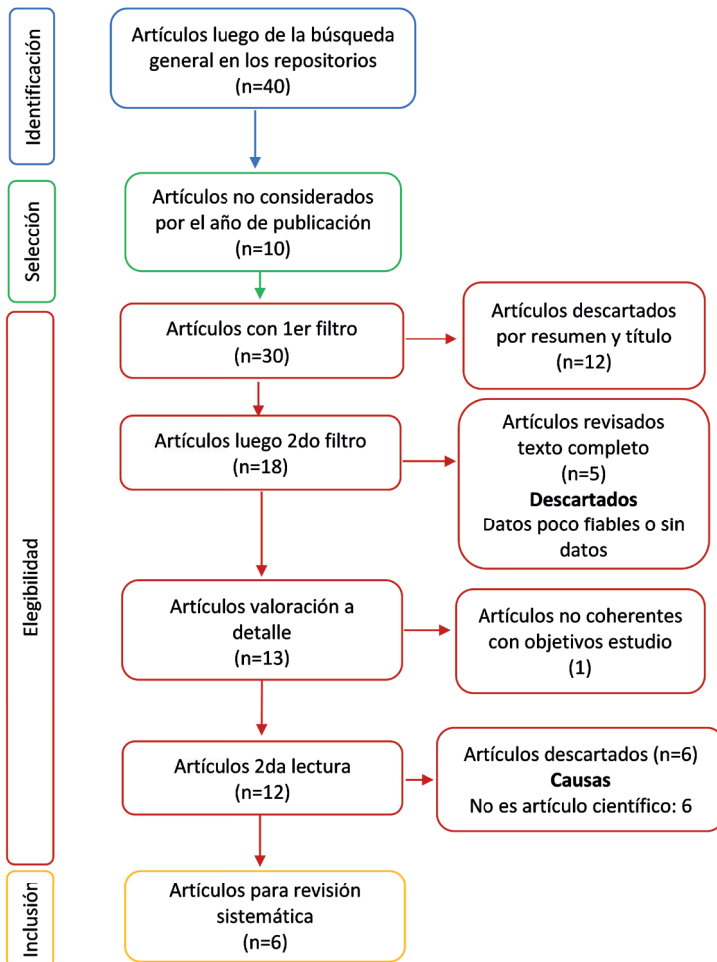 Identificación
Artículos luego de la búsqueda
general en los repositorios
(n=40)
Selección
Artículos no considerados
por el año de publicación
(n=10)
Elegibilidad
Artículos con 1er filtro
(n=30)
Artículos descartados
por resumen y título
(n=12)
Artículos luego 2do filtro
(n=18)
Artículos revisados
texto completo
(n=5)
Descartados
Datos poco fiables o sin
datos
Artículos valoración a
detalle
(n=13)
Artículos no coherentes
con objetivos estudio
(1)
Artículos 2da lectura
(n=12)
Artículos descartados (n=6)
Causas
No es artículo científico: 6
Inclusión
Artículos para revisión
sistemática
(n=6)